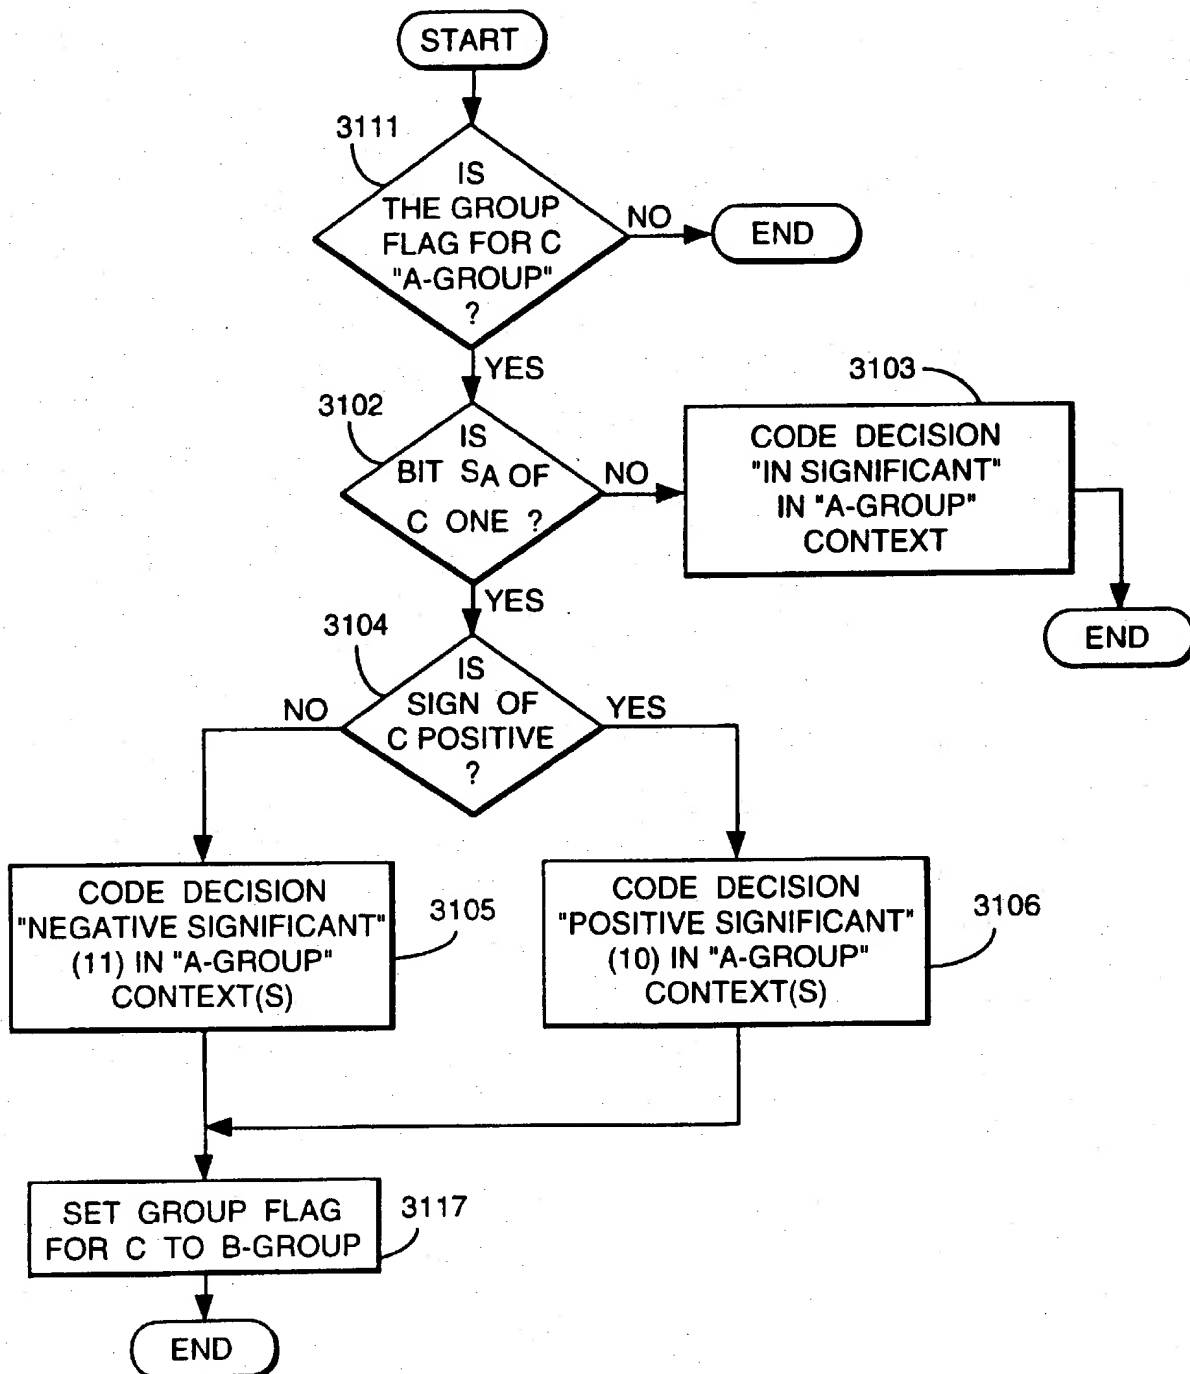 START
3111
IS
THE GROUP
FLAG FOR C
"A-GROUP"
?
NO
END
YES
3102
IS
BIT SA OF
C ONE ?
NO
3103
CODE DECISION
"IN SIGNIFICANT"
IN "A-GROUP"
CONTEXT
END
YES
3104
IS
SIGN OF
C POSITIVE
?
NO
YES
CODE DECISION
"NEGATIVE SIGNIFICANT"
(11) IN "A-GROUP"
CONTEXT(S)
3105
CODE DECISION
"POSITIVE SIGNIFICANT"
(10) IN "A-GROUP"
CONTEXT(S)
3106
SET GROUP FLAG
FOR C TO B-GROUP
3117
END